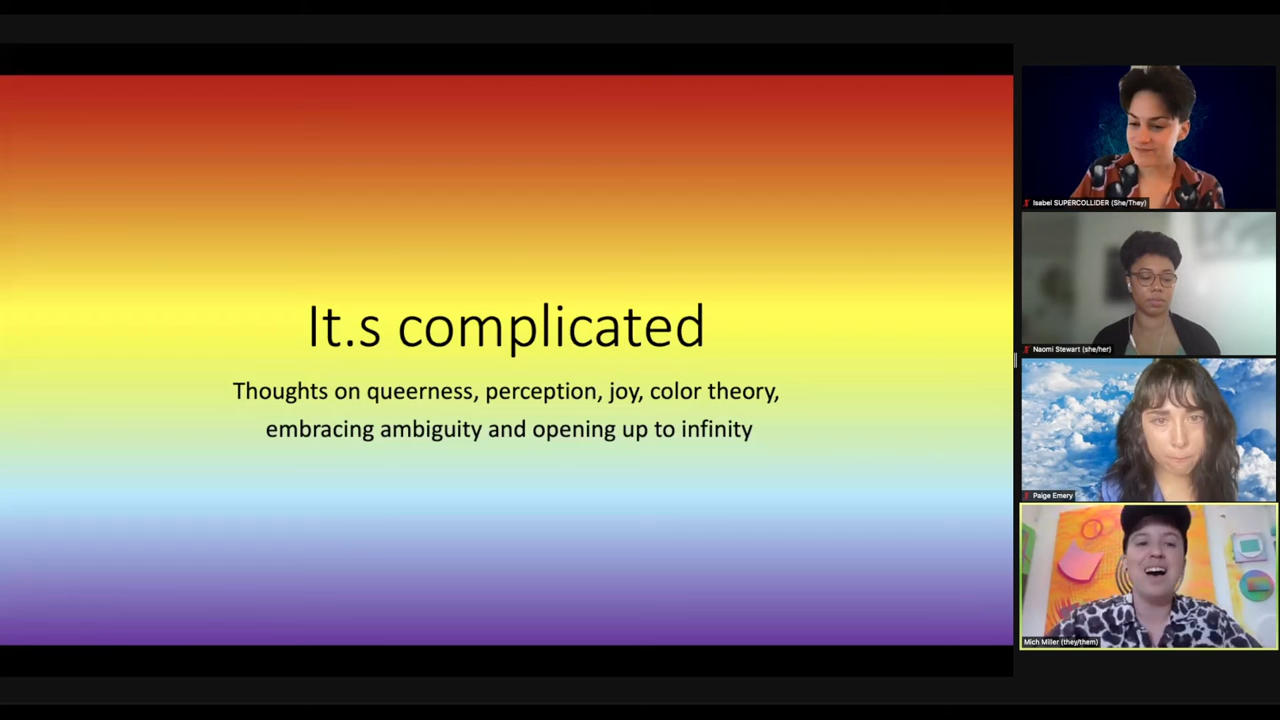 It.s complicated
Thoughts on queerness, perception, joy, color theory,
embracing ambiguity and opening up to infinity
Isabel SUPERCOLLIDER (She/They)
Naomi Stewart (she/her)
Paige Emery
Mich Miller (they/them)